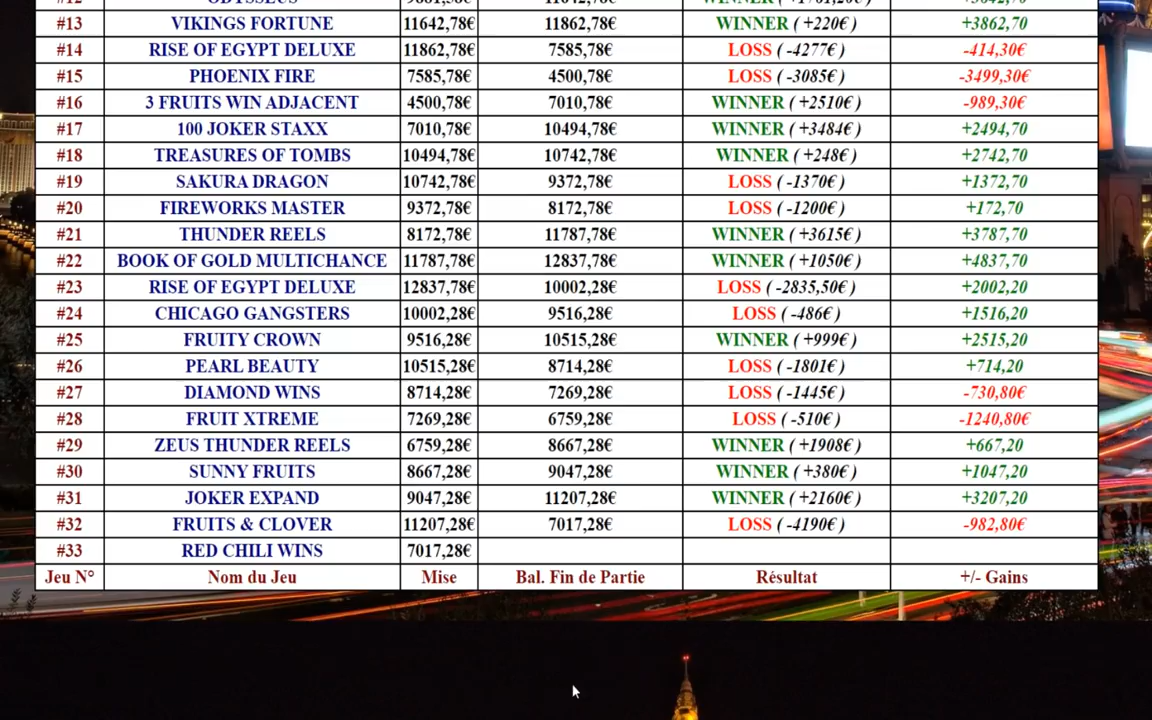 #12 ODYSSEUS
#13 VIKINGS FORTUNE 11642,78€ 11862,78€ WINNER ( +220€ ) +3862,70
#14 RISE OF EGYPT DELUXE 11862,78€ 7585,78€ LOSS ( -4277€ ) -414,30€
#15 PHOENIX FIRE 7585,78€ 4500,78€ LOSS ( -3085€ ) -3499,30€
#16 3 FRUITS WIN ADJACENT 4500,78€ 7010,78€ WINNER ( +2510€ ) -989,30€
#17 100 JOKER STAXX 7010,78€ 10494,78€ WINNER ( +3484€ ) +2494,70
#18 TREASURES OF TOMBS 10494,78€ 10742,78€ WINNER ( +248€ ) +2742,70
#19 SAKURA DRAGON 10742,78€ 9372,78€ LOSS ( -1370€ ) +1372,70
#20 FIREWORKS MASTER 9372,78€ 8172,78€ LOSS ( -1200€ ) +172,70
#21 THUNDER REELS 8172,78€ 11787,78€ WINNER ( +3615€ ) +3787,70
#22 BOOK OF GOLD MULTICHANCE 11787,78€ 12837,78€ WINNER ( +1050€ ) +4837,70
#23 RISE OF EGYPT DELUXE 12837,78€ 10002,28€ LOSS ( -2835,50€ ) +2002,20
#24 CHICAGO GANGSTERS 10002,28€ 9516,28€ LOSS ( -486€ ) +1516,20
#25 FRUITY CROWN 9516,28€ 10515,28€ WINNER ( +999€ ) +2515,20
#26 PEARL BEAUTY 10515,28€ 8714,28€ LOSS ( -1801€ ) +714,20
#27 DIAMOND WINS 8714,28€ 7269,28€ LOSS ( -1445€ ) -730,80€
#28 FRUIT XTREME 7269,28€ 6759,28€ LOSS ( -510€ ) -1240,80€
#29 ZEUS THUNDER REELS 6759,28€ 8667,28€ WINNER ( +1908€ ) +667,20
#30 SUNNY FRUITS 8667,28€ 9047,28€ WINNER ( +380€ ) +1047,20
#31 JOKER EXPAND 9047,28€ 11207,28€ WINNER ( +2160€ ) +3207,20
#32 FRUITS & CLOVER 11207,28€ 7017,28€ LOSS ( -4190€ ) -982,80€
#33 RED CHILI WINS 7017,28€
Jeu N° Nom du Jeu Mise Bal. Fin de Partie Résultat +/- Gains